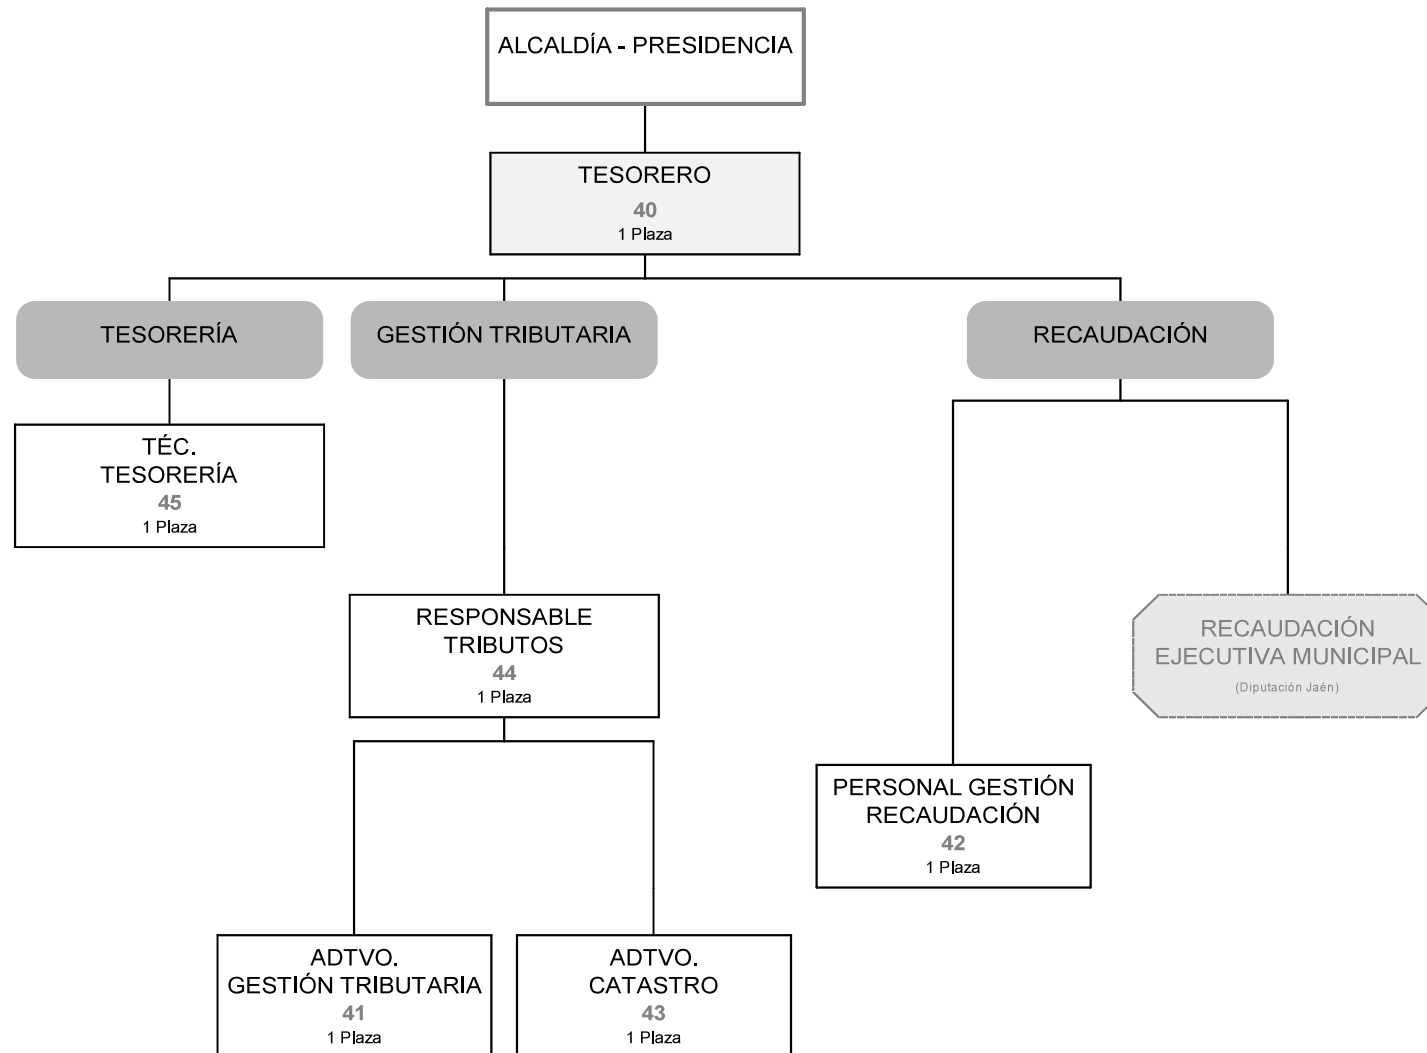 ALCALDÍA - PRESIDENCIA
TESORERO
40
1 Plaza
TESORERÍA
GESTIÓN TRIBUTARIA
RECAUDACIÓN
TÉC.
TESORERÍA
45
1 Plaza
RESPONSABLE
TRIBUTOS
44
1 Plaza
RECAUDACIÓN
EJECUTIVA MUNICIPAL
(Diputación Jaén)
PERSONAL GESTIÓN
RECAUDACIÓN
42
1 Plaza
ADTVO.
GESTIÓN TRIBUTARIA
41
1 Plaza
ADTVO.
CATASTRO
43
1 Plaza